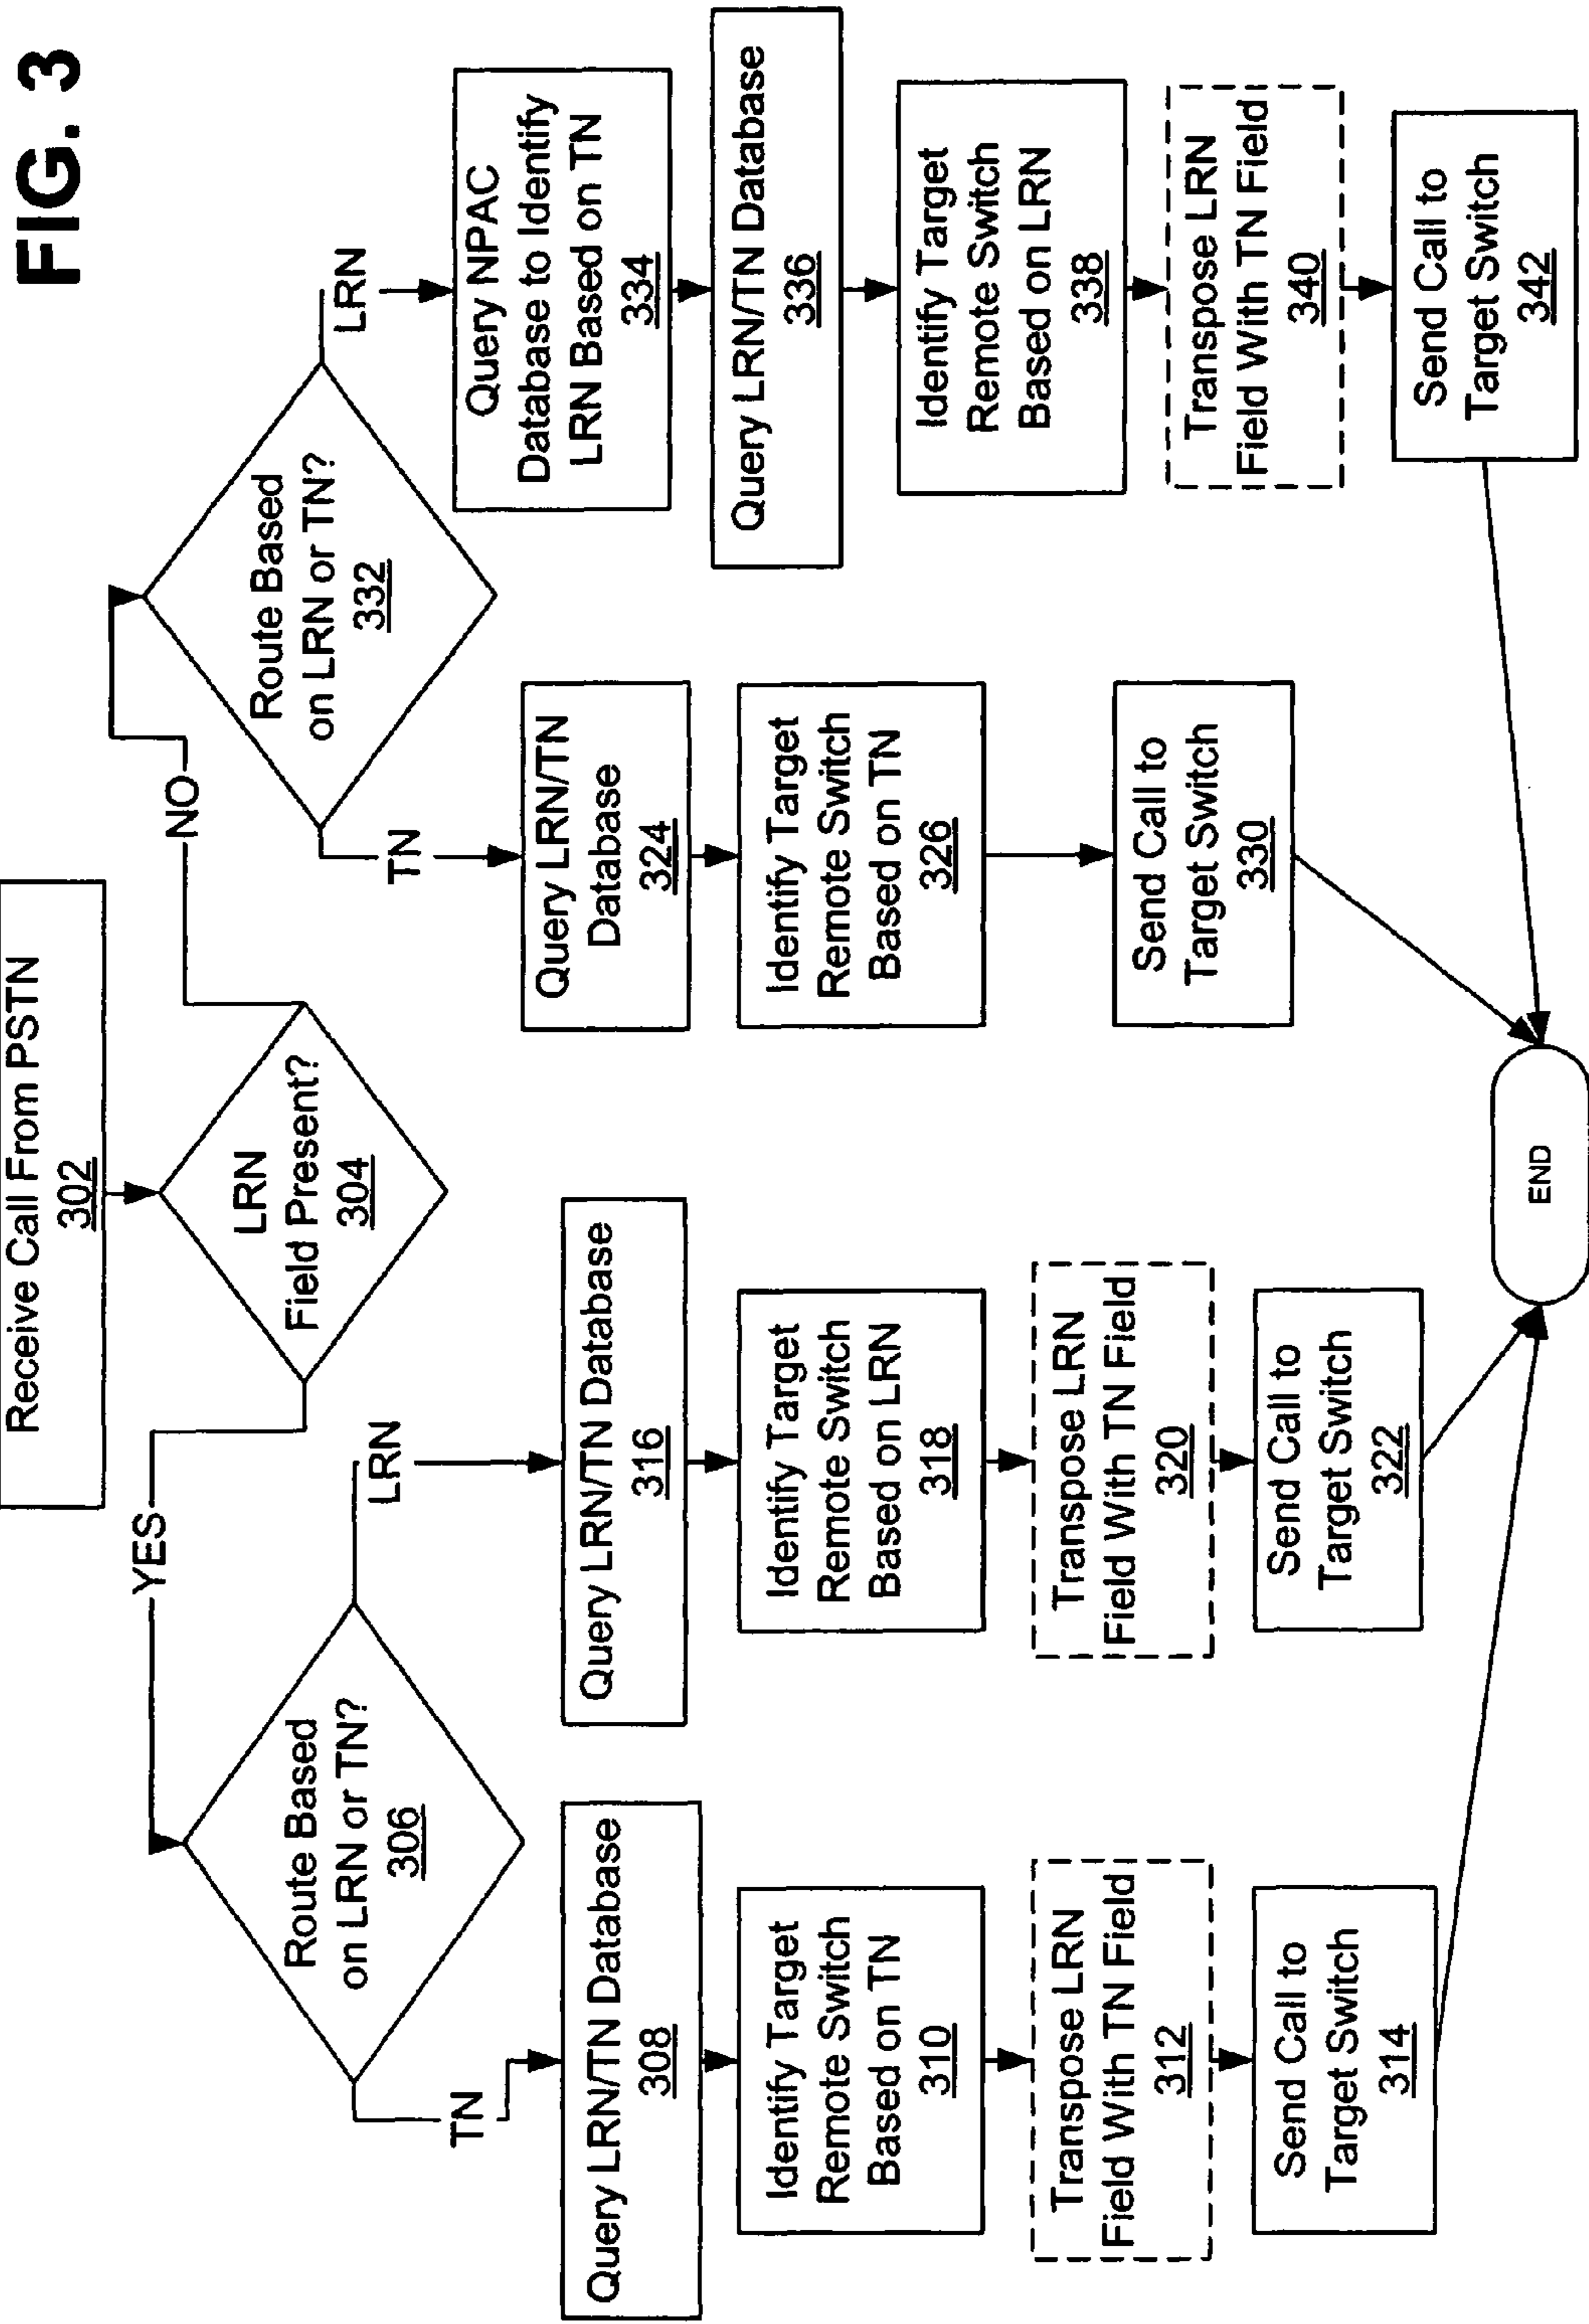 FIG. 3
Receive Call From PSTN
302
LRN
Field Present?
304
YES
NO
Route Based
on LRN or TN?
306
TN
LRN
Query LRN/TN Database
308
Identify Target
Remote Switch
Based on TN
310
Transpose LRN
Field With TN Field
312
Send Call to
Target Switch
314
Query LRN/TN Database
316
Identify Target
Remote Switch
Based on LRN
318
Transpose LRN
Field With TN Field
320
Send Call to
Target Switch
322
Route Based
on LRN or TN?
332
TN
LRN
Query LRN/TN
Database
324
Identify Target
Remote Switch
Based on TN
326
Send Call to
Target Switch
330
Query NPAC
Database to Identify
LRN Based on TN
334
Query LRN/TN Database
336
Identify Target
Remote Switch
Based on LRN
338
Transpose LRN
Field With TN Field
340
Send Call to
Target Switch
342
END